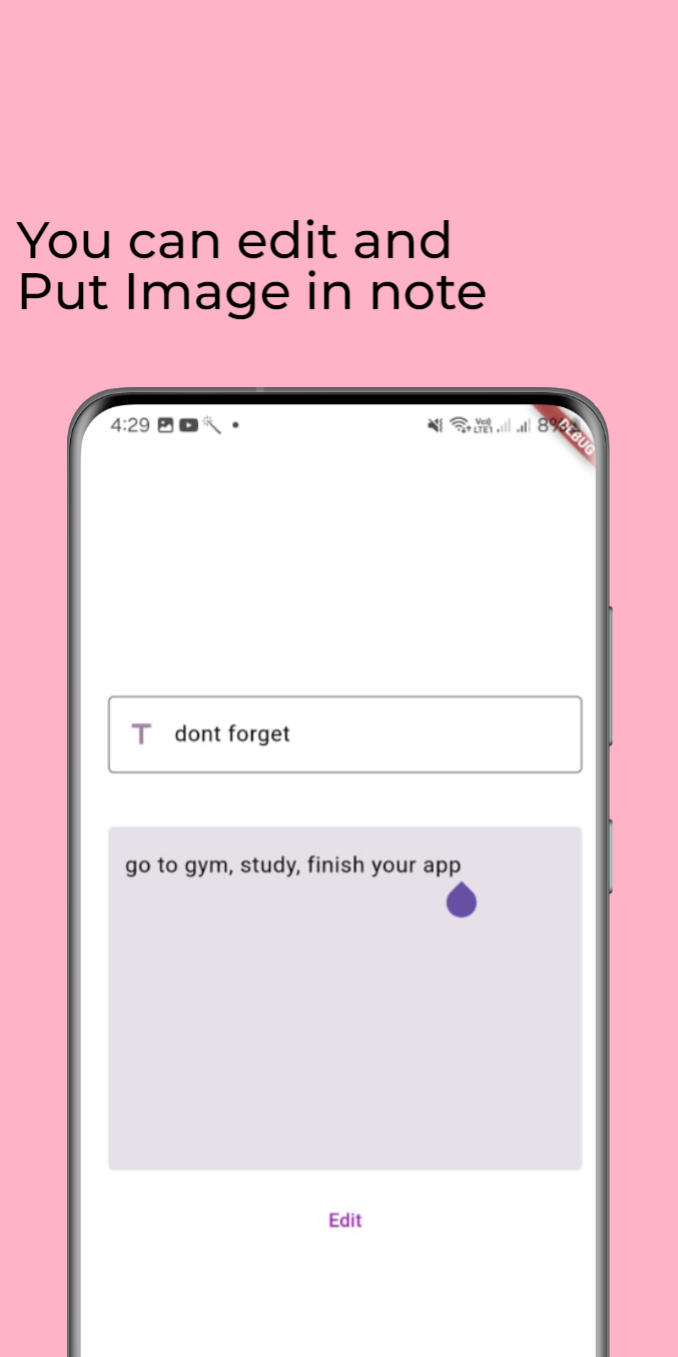 You can edit and
Put Image in note
4:29
Vo)) LTE1
8%
DEBUG
T dont forget
go to gym, study, finish your app
Edit